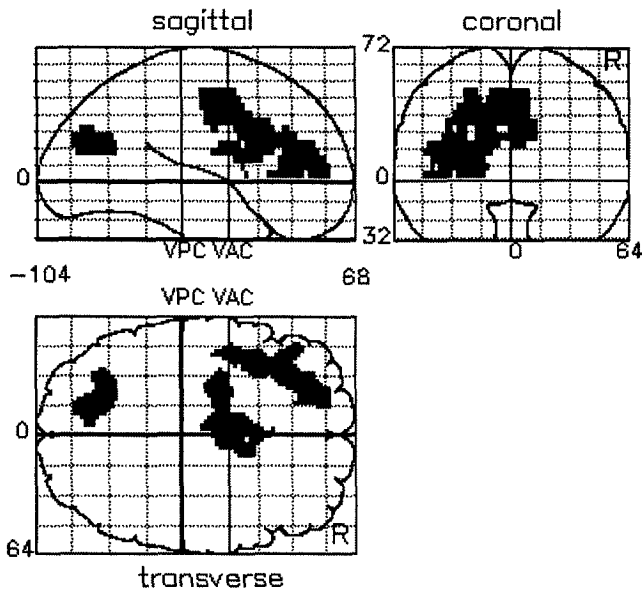 sagittal
coronal
72
R
0
0
32
VPC VAC
0
64
-104
68
VPC VAC
0
64
R
transverse